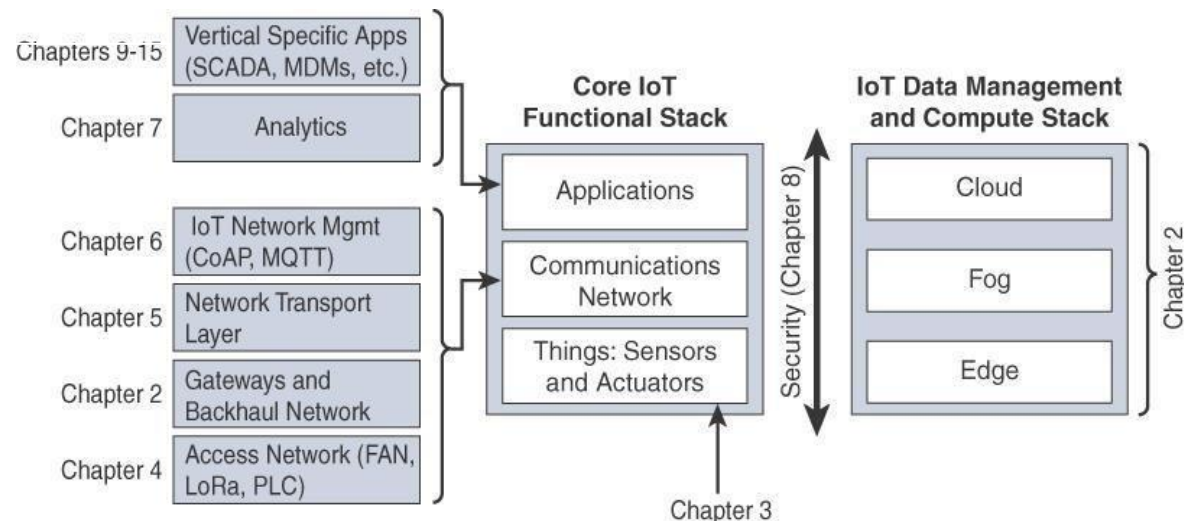 Chapters 9-15
Vertical Specific Apps
(SCADA, MDMs, etc.)
Chapter 7
Analytics
Chapter 6
IoT Network Mgmt
(CoAP, MQTT)
Chapter 5
Network Transport
Layer
Chapter 2
Gateways and
Backhaul Network
Chapter 4
Access Network (FAN,
LoRa, PLC)
Core IoT
Functional Stack
Applications
Communications
Network
Things: Sensors
and Actuators
Chapter 3
Security (Chapter 8)
IoT Data Management
and Compute Stack
Cloud
Fog
Edge
Chapter 2